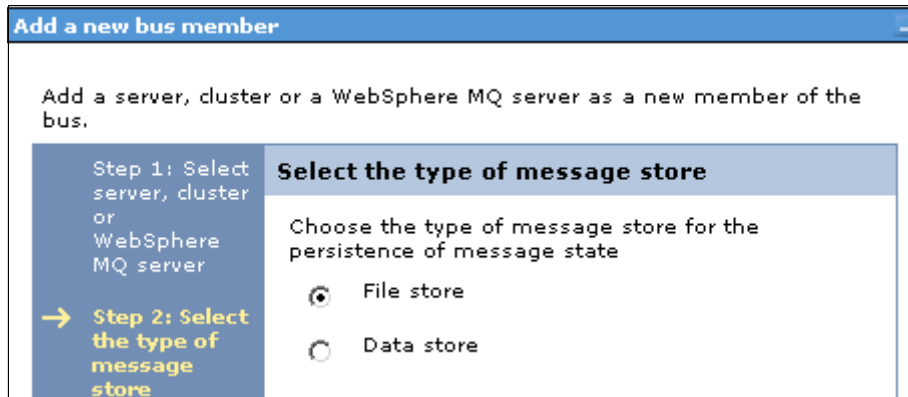 Add a new bus member
Add a server, cluster or a WebSphere MQ server as a new member of the
bus.
Step 1: Select
server, cluster
or
WebSphere
MQ server
Step 2: Select
the type of
message
store
Select the type of message store
Choose the type of message store for the
persistence of message state
File store
Data store